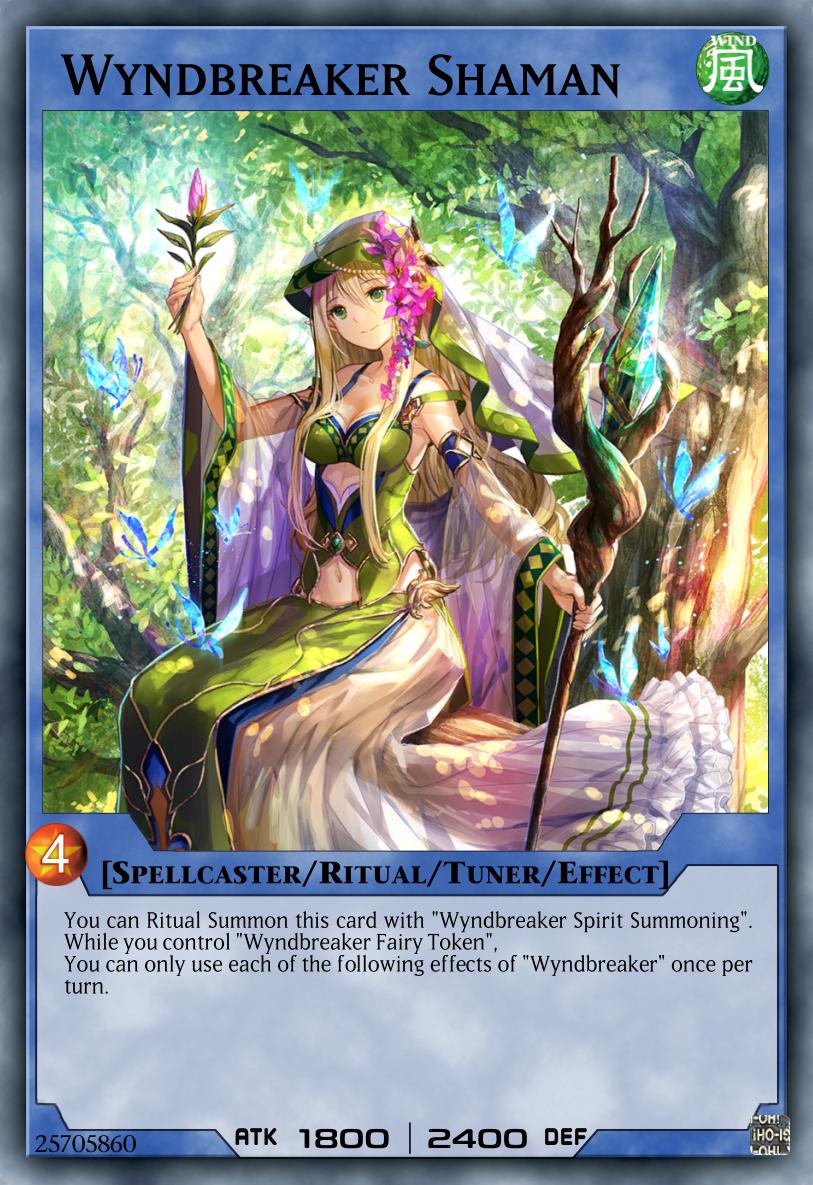 Wyndbreaker Shaman
WIND
風
4
[Spellcaster/Ritual/Tuner/Effect]
You can Ritual Summon this card with "Wyndbreaker Spirit Summoning".
While you control "Wyndbreaker Fairy Token",
You can only use each of the following effects of "Wyndbreaker" once per
turn.
25705860
ATK 1800 | 2400 DEF